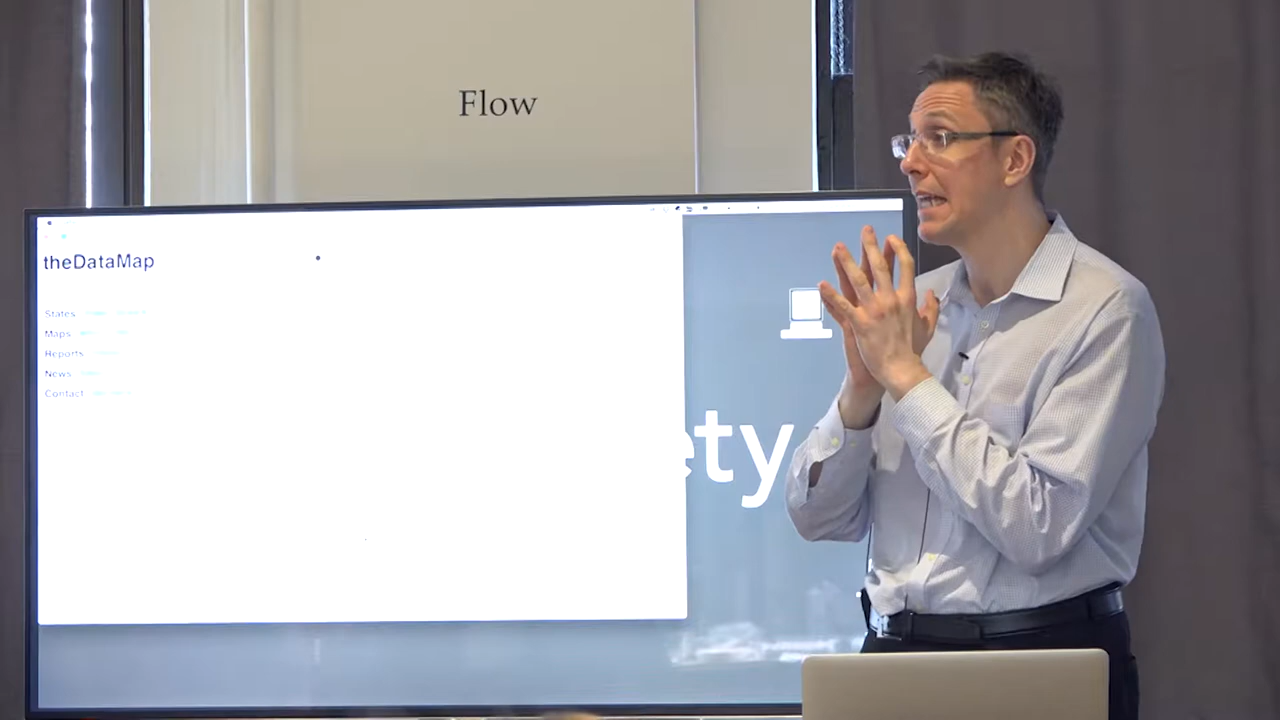 Flow
theDataMap
States
Maps
Reports
News
Contact
ety